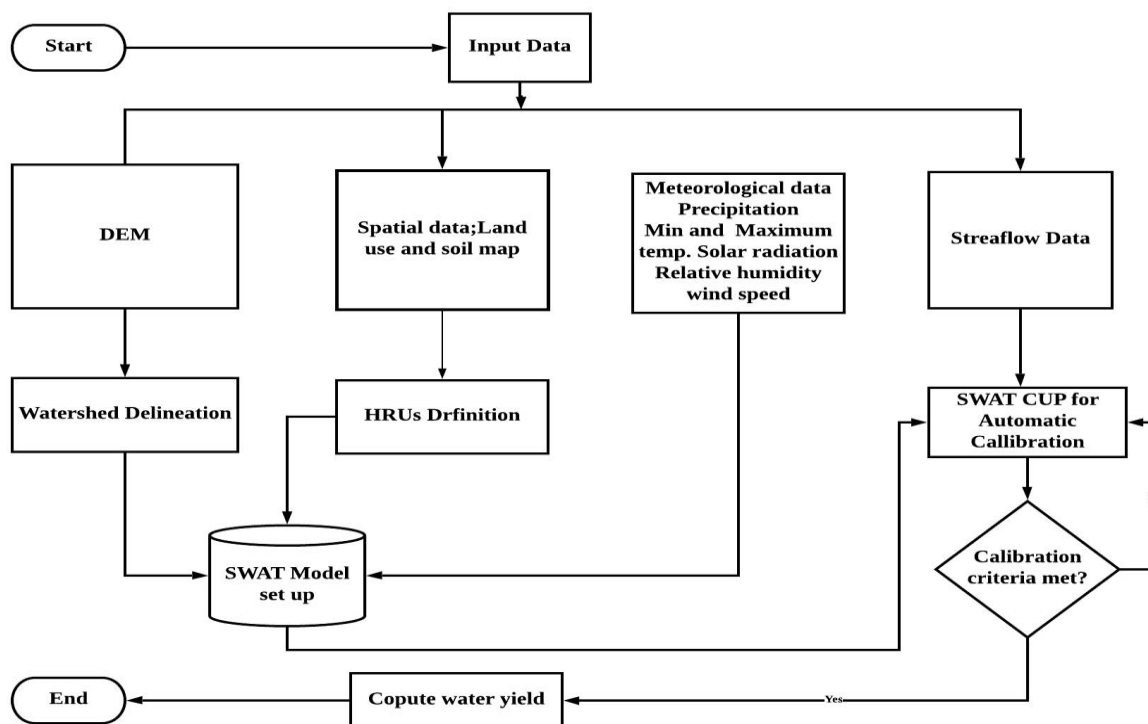 Start
Input Data
DEM
Spatial data;Land
use and soil map
Meteorological data
Precipitation
Min and Maximum
temp. Solar radiation
Relative humidity
wind speed
Streaflow Data
Watershed Delineation
HRUs Drfinition
SWAT CUP for
Automatic
Callibration
SWAT Model
set up
Calibration
criteria met?
End
Copute water yield
Yes